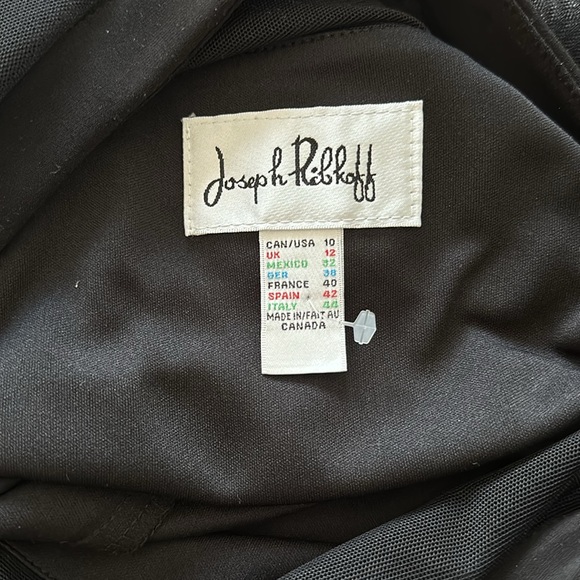 Joseph Ribkoff
CAN/USA 10
UK 12
MEXICO 32
GER 38
FRANCE 40
SPAIN 42
ITALY 44
MADE IN/FAIT AU
CANADA